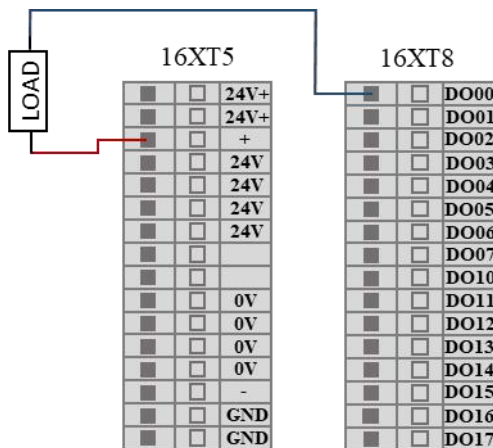 16XT5
16XT8
LOAD
24V+
24V+
+
24V
24V
24V
24V
0V
0V
0V
0V
-
GND
GND
DO00
DO01
DO02
DO03
DO04
DO05
DO06
DO07
DO10
DO11
DO12
DO13
DO14
DO15
DO16
DO17